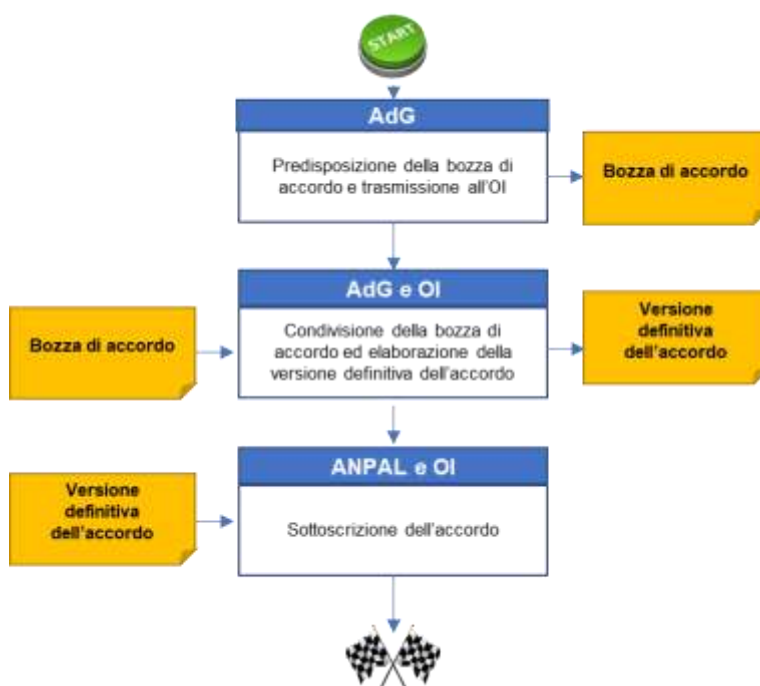 START
AdG
Predisposizione della bozza di
accordo e trasmissione all'OI
Bozza di accordo
AdG e OI
Condivisione della bozza di
accordo ed elaborazione della
versione definitiva dell'accordo
Bozza di accordo
Versione
definitiva
dell'accordo
ANPAL e OI
Sottoscrizione dell'accordo
Versione
definitiva
dell'accordo